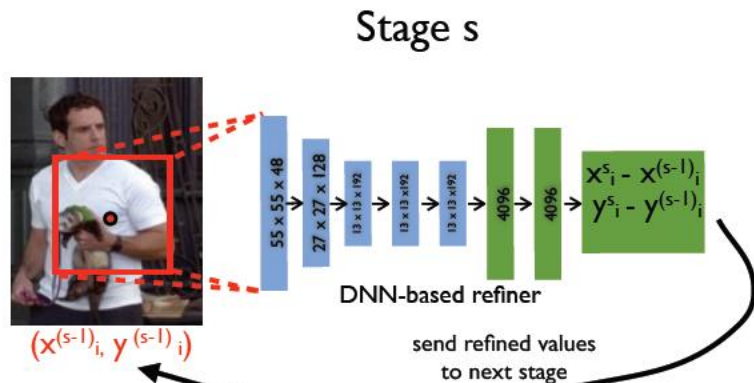 Stage s
55 x 55 x 48
27 x 27 x 128
13 x 13 x 192
13 x 13 x192
13 x 13 x 192
4096
4096
xˢᵢ - x⁽ˢ⁻¹⁾ᵢ
yˢᵢ - y⁽ˢ⁻¹⁾ᵢ
DNN-based refiner
(x⁽ˢ⁻¹⁾ᵢ, y⁽ˢ⁻¹⁾ᵢ)
send refined values
to next stage